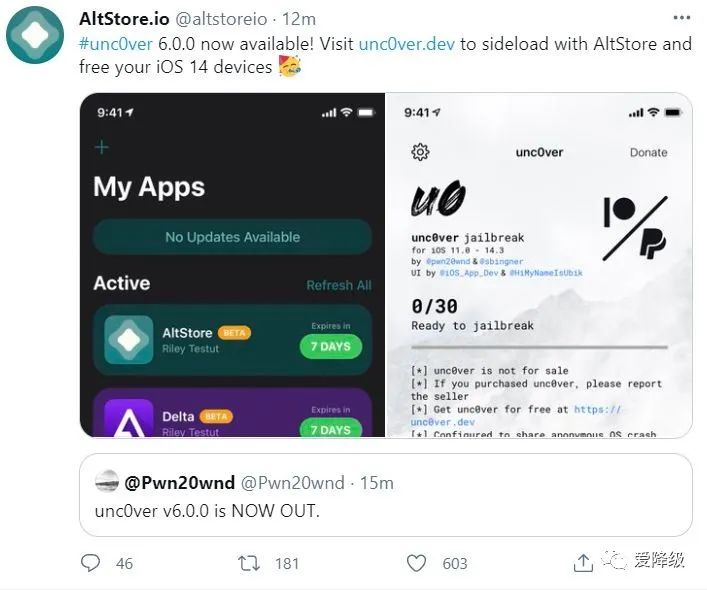 AltStore.io @altstoreio · 12m
#unc0ver 6.0.0 now available! Visit unc0ver.dev to sideload with AltStore and
free your iOS 14 devices 🥳
9:41
My Apps
No Updates Available
Active
Refresh All
AltStore BETA
Riley Testut
Expires in
7 DAYS
Delta BETA
Riley Testut
Expires in
7 DAYS
9:41
unc0ver
Donate
u0
unc0ver jailbreak
for iOS 11.0 - 14.3
by @pwn20wnd & @sbingner
UI by @iOS_App_Dev & @HiMyNameIsUbik
0/30
Ready to jailbreak
[*] unc0ver is not for sale
[*] If you purchased unc0ver, please report
the seller
[*] Get unc0ver for free at https://
unc0ver.dev
[*] Configured to share anonymous OS crash
@Pwn20wnd @Pwn20wnd · 15m
unc0ver v6.0.0 is NOW OUT.
46
181
603
爱降级